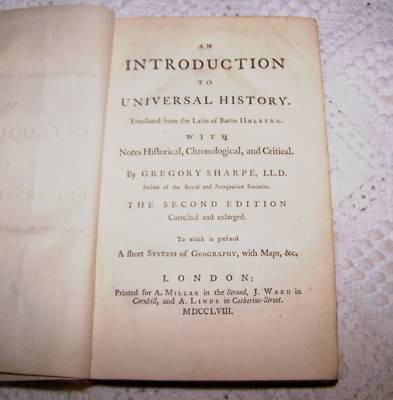 AN
INTRODUCTION
TO
UNIVERSAL HISTORY.
Translated from the Latin of Baron HOLBERG.
WITH
Notes Historical, Chronological, and Critical.
By GREGORY SHARPE, LL.D.
Fellow of the Royal and Antiquarian Societies.
THE SECOND EDITION
Corrected and enlarged.
To which is prefixed
A short SYSTEM of GEOGRAPHY, with Maps, &c.
LONDON:
Printed for A. MILLAR in the Strand, J. WARD in
Cornhill, and A. LINDE in Catherine-Street.
MDCCLVIII.